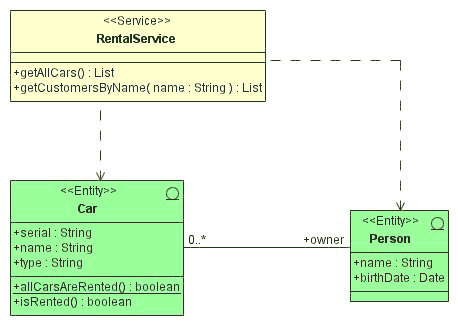 <<Service>>
RentalService
+getAllCars() : List
+getCustomersByName( name : String ) : List
<<Entity>>
Car
+serial : String
+name : String
+type : String
+allCarsAreRented() : boolean
+isRented() : boolean
0..*
+owner
<<Entity>>
Person
+name : String
+birthDate : Date